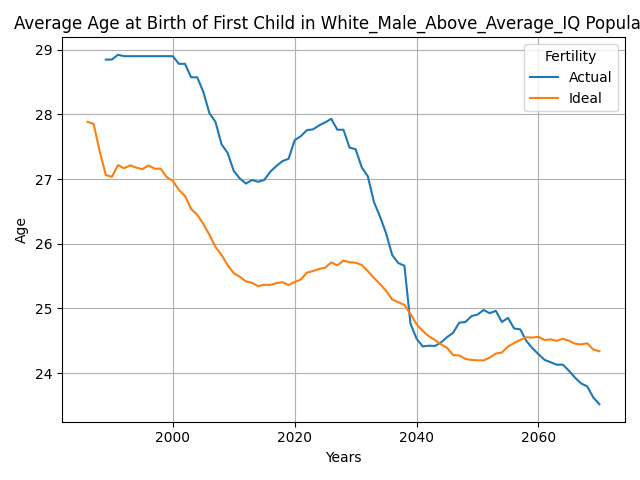 Average Age at Birth of First Child in White_Male_Above_Average_IQ Popula
29
28
27
26
25
24
Age
Fertility
Actual
Ideal
2000 2020 2040 2060
Years